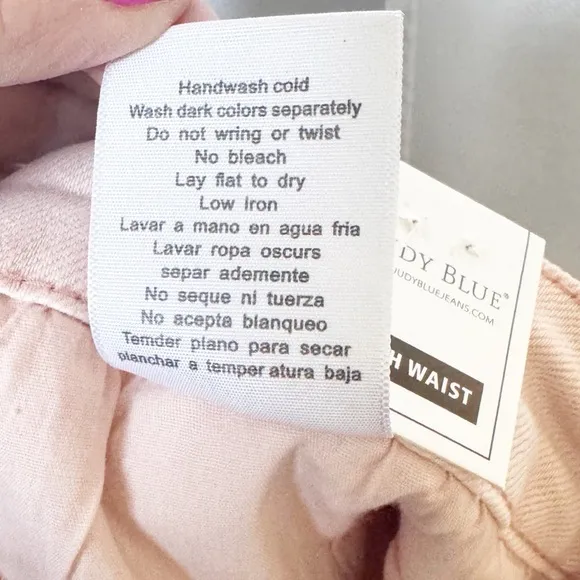 Handwash cold
Wash dark colors separately
Do not wring or twist
No bleach
Lay flat to dry
Low Iron
Lavar a mano en agua fria
Lavar ropa oscurs
separ ademente
No seque ni tuerza
No acepta blanqueo
Temder plano para secar
planchar a temper atura baja
UDY BLUE®
JUDYBLUEJEANS.COM
H WAIST